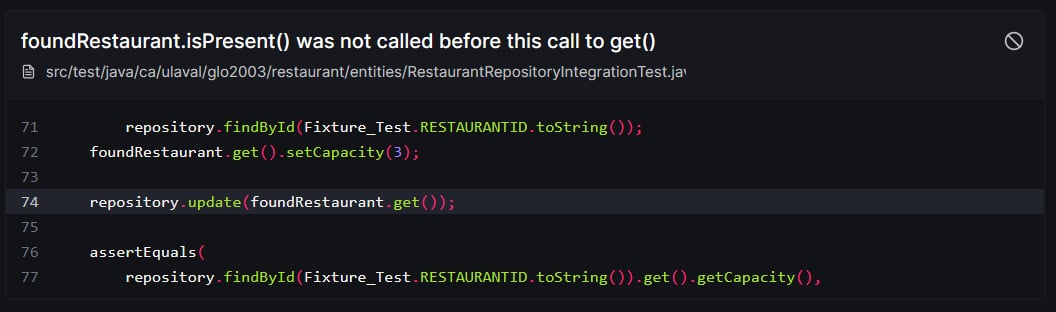 foundRestaurant.isPresent() was not called before this call to get()
src/test/java/ca/ulaval/glo2003/restaurant/entities/RestaurantRepositoryIntegrationTest.jav
71 repository.findById(Fixture_Test.RESTAURANTID.toString());
72 foundRestaurant.get().setCapacity(3);
73
74 repository.update(foundRestaurant.get());
75
76 assertEquals(
77 repository.findById(Fixture_Test.RESTAURANTID.toString()).get().getCapacity(),